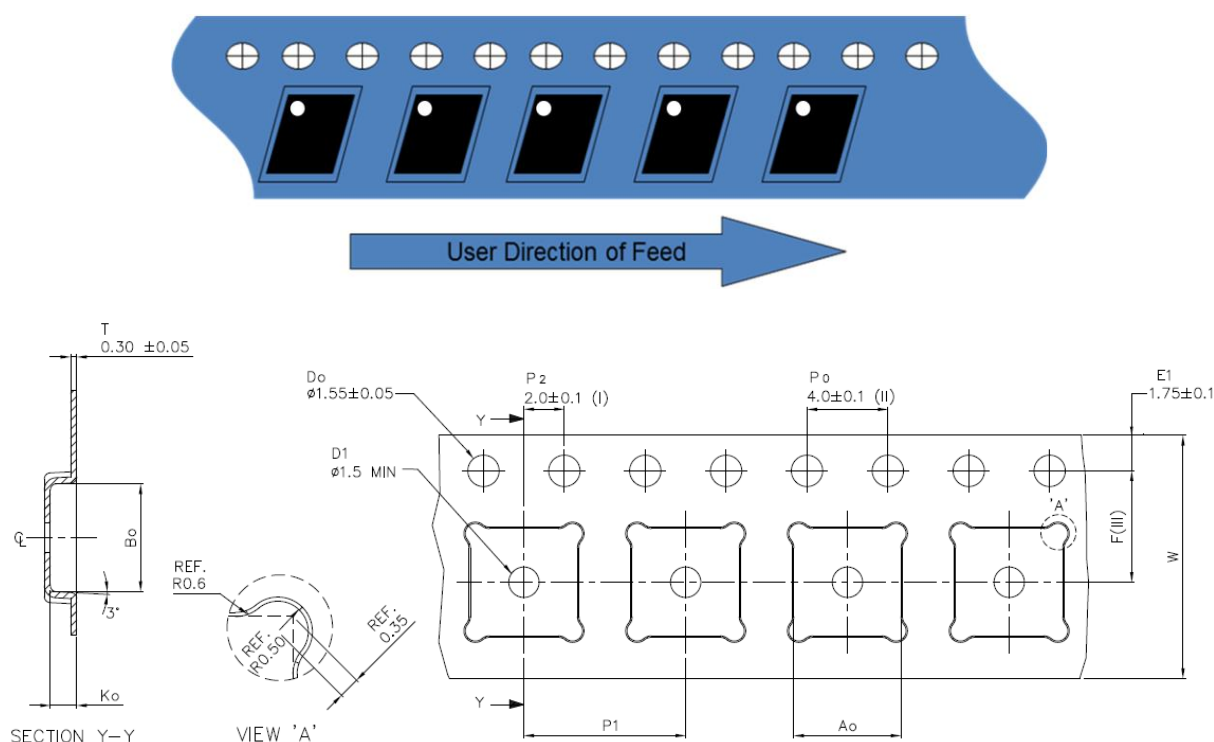 User Direction of Feed
T
0.30 ±0.05
Do
ø1.55±0.05
P2
2.0±0.1 (I)
Po
4.0±0.1 (II)
E1
1.75±0.1
Y
D1
ø1.5 MIN
'A'
F(III)
W
Bo
℄
3°
REF.
R0.6
REF.
R0.50
REF.
0.35
Ko
Y
P1
Ao
SECTION Y-Y
VIEW 'A'